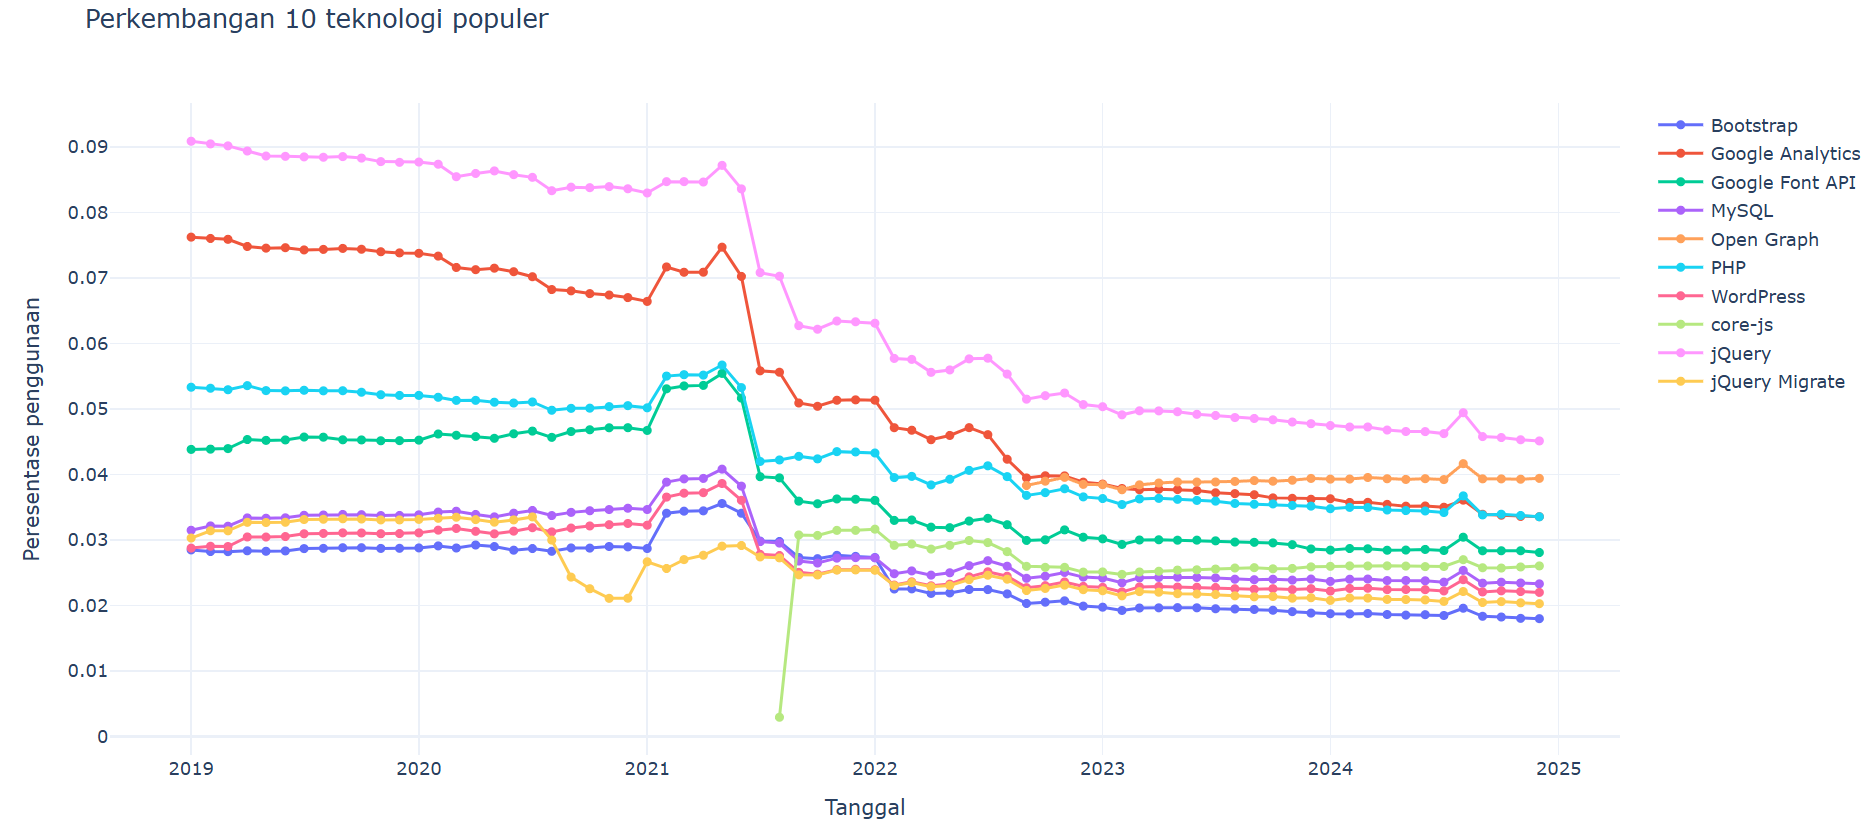 Perkembangan 10 teknologi populer
Peresentase penggunaan
0.09
0.08
0.07
0.06
0.05
0.04
0.03
0.02
0.01
0
2019
2020
2021
2022
2023
2024
2025
Tanggal
Bootstrap
Google Analytics
Google Font API
MySQL
Open Graph
PHP
WordPress
core-js
jQuery
jQuery Migrate